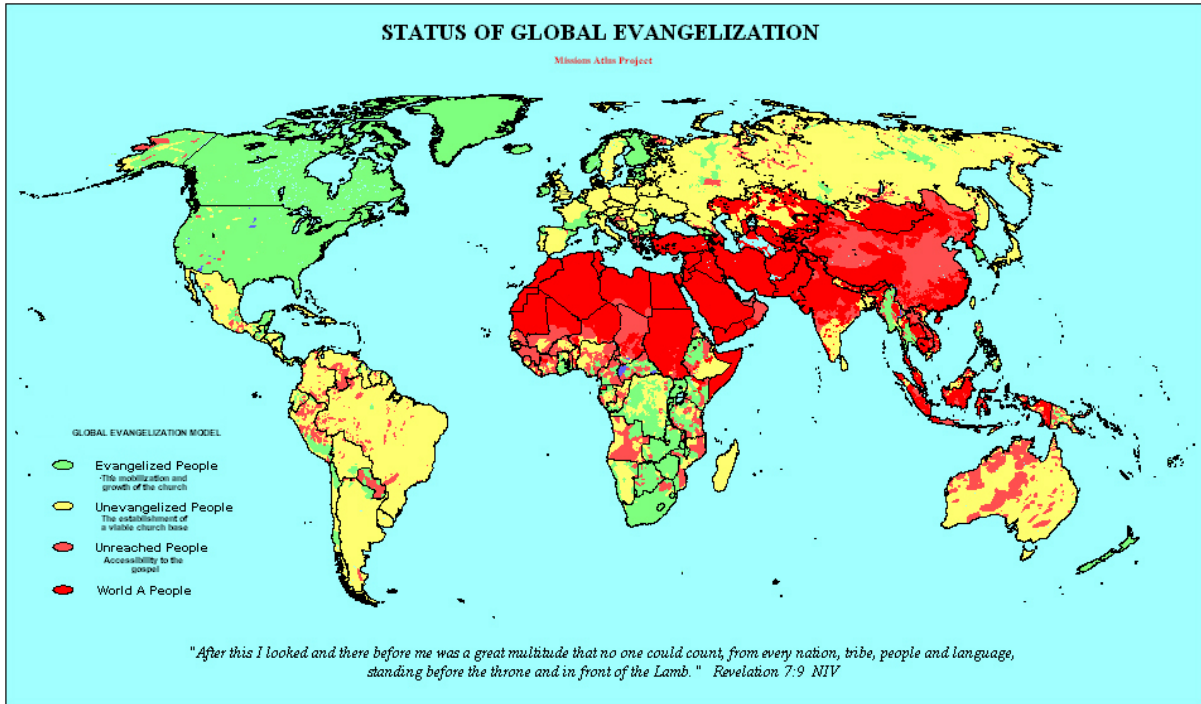 STATUS OF GLOBAL EVANGELIZATION
Missions Atlas Project
GLOBAL EVANGELIZATION MODEL
Evangelized People
-The mobilization and
growth of the church
Unevangelized People
The establishment of
a viable church base
Unreached People
Accessibility to the
gospel
World A People
"After this I looked and there before me was a great multitude that no one could count, from every nation, tribe, people and language,
standing before the throne and in front of the Lamb." Revelation 7:9 NIV